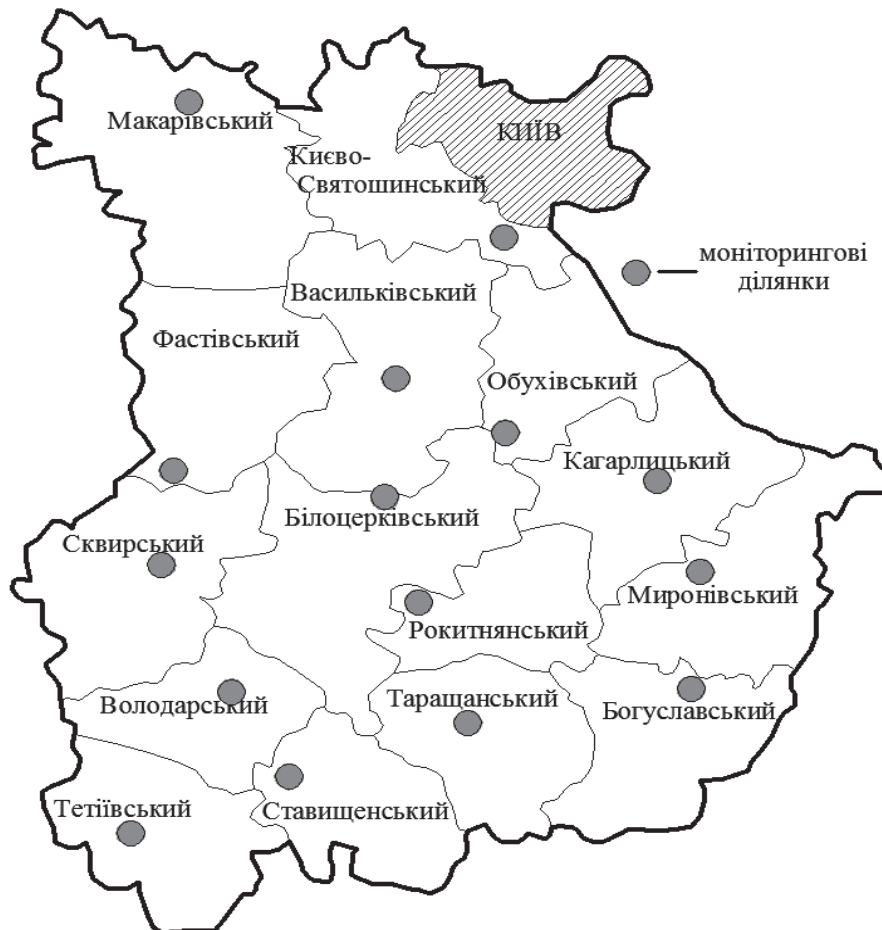 Макарівський
КИЇВ
Києво-
Святошинський
моніторингові
ділянки
Васильківський
Фастівський
Обухівський
Кагарлицький
Білоцерківський
Сквирський
Миронівський
Рокитнянський
Таращанський
Володарський
Богуславський
Тетіївський
Ставищенський